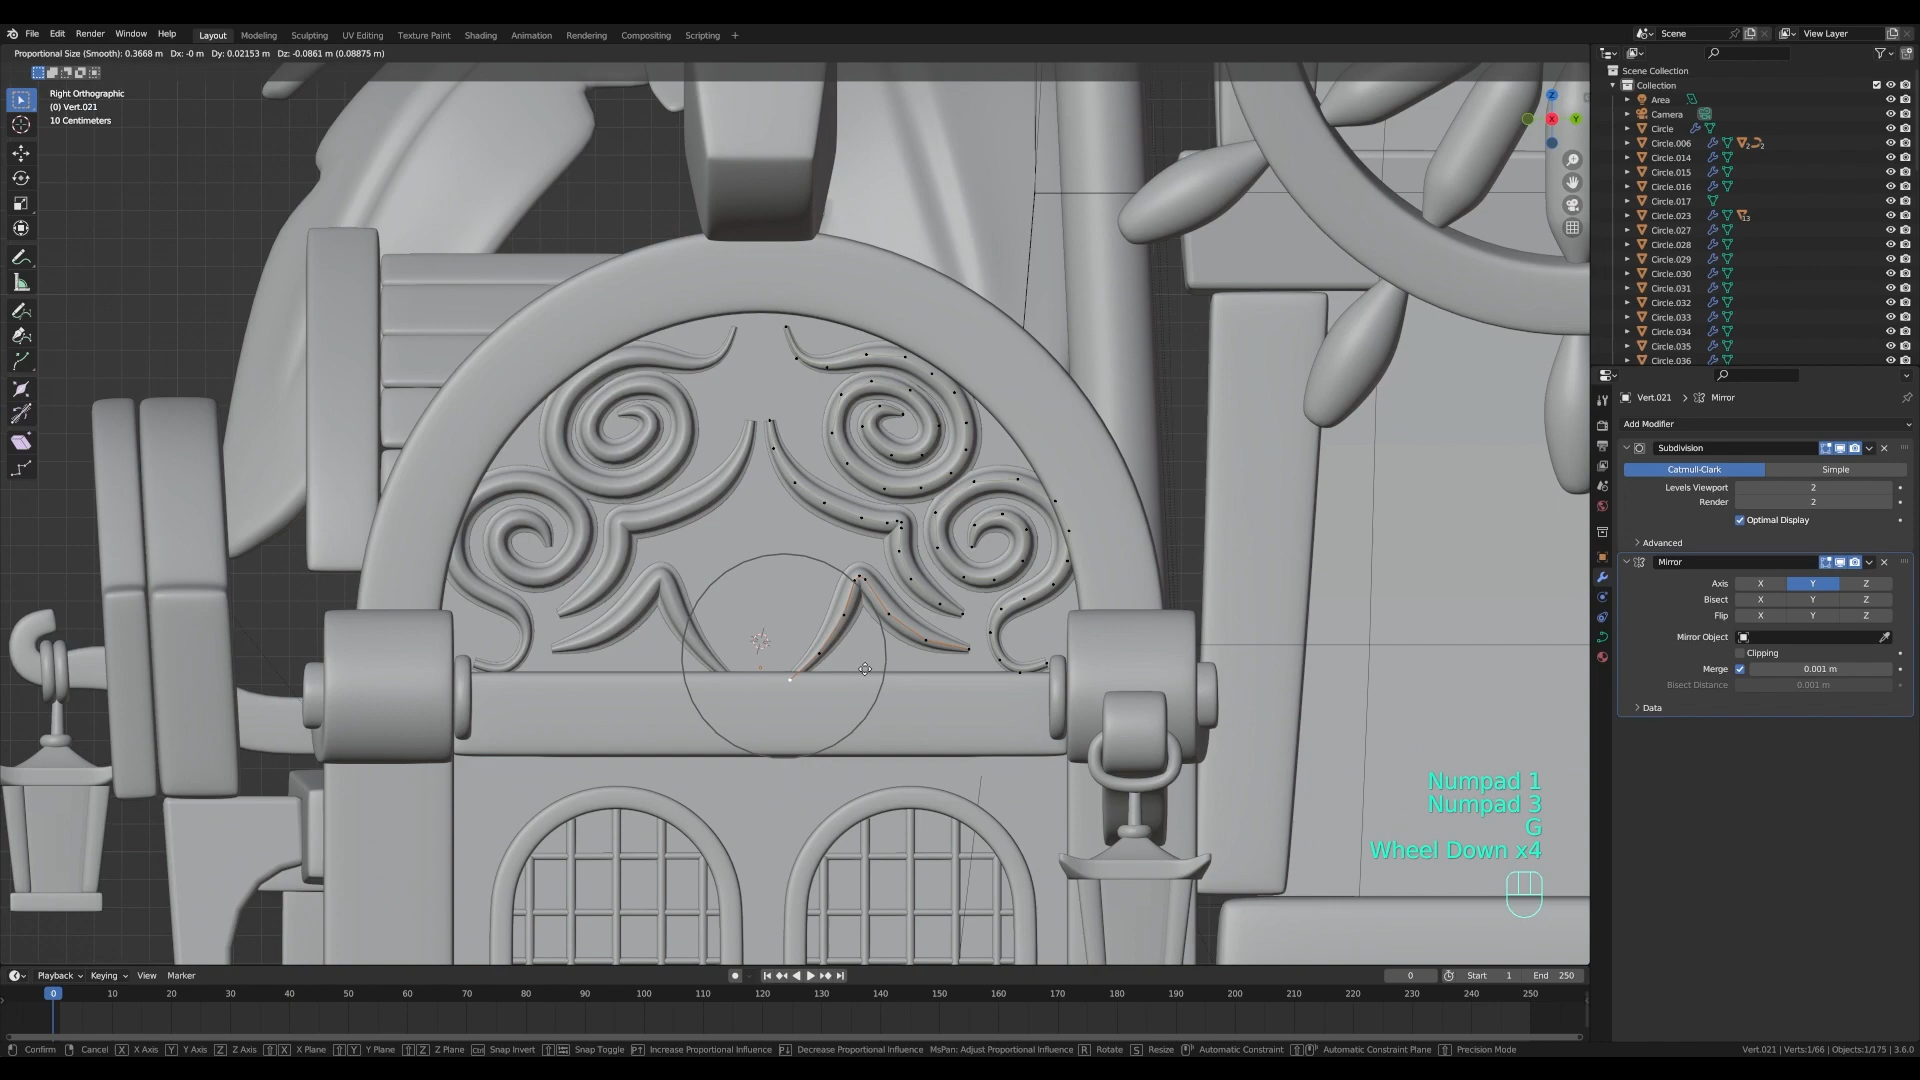 File Edit Render Window Help Layout Modeling Sculpting UV Editing Texture Paint Shading Animation Rendering Compositing Scripting + Scene View Layer
Proportional Size (Smooth): 0.3668 m Dx: -0 m Dy: 0.02153 m Dz: -0.0861 m (0.08875 m)
Right Orthographic
(0) Vert.021
10 Centimeters
Z
X
Y
Scene Collection
Collection
Area
Camera
Circle
Circle.006 2 2
Circle.014
Circle.015
Circle.016
Circle.017
Circle.023 13
Circle.027
Circle.028
Circle.029
Circle.030
Circle.031
Circle.032
Circle.033
Circle.034
Circle.035
Circle.036
Vert.021 > Mirror
Add Modifier
Subdivision
Catmull-Clark Simple
Levels Viewport 2
Render 2
Optimal Display
Advanced
Mirror
Axis X Y Z
Bisect X Y Z
Flip X Y Z
Mirror Object
Clipping
Merge 0.001 m
Bisect Distance 0.001 m
Data
Numpad 1
Numpad 3
G
Wheel Down x4
Playback Keying View Marker 0 Start 1 End 250
0 10 20 30 40 50 60 70 80 90 100 110 120 130 140 150 160 170 180 190 200 210 220 230 240 250
Confirm Cancel X X Axis Y Y Axis Z Z Axis X X Plane Y Y Plane Z Z Plane Ctrl Snap Invert Snap Toggle Increase Proportional Influence Decrease Proportional Influence MsPan: Adjust Proportional Influence R Rotate S Resize Automatic Constraint Automatic Constraint Plane Precision Mode Vert.021 | Verts:1/66 | Objects:1/175 | 3.6.0